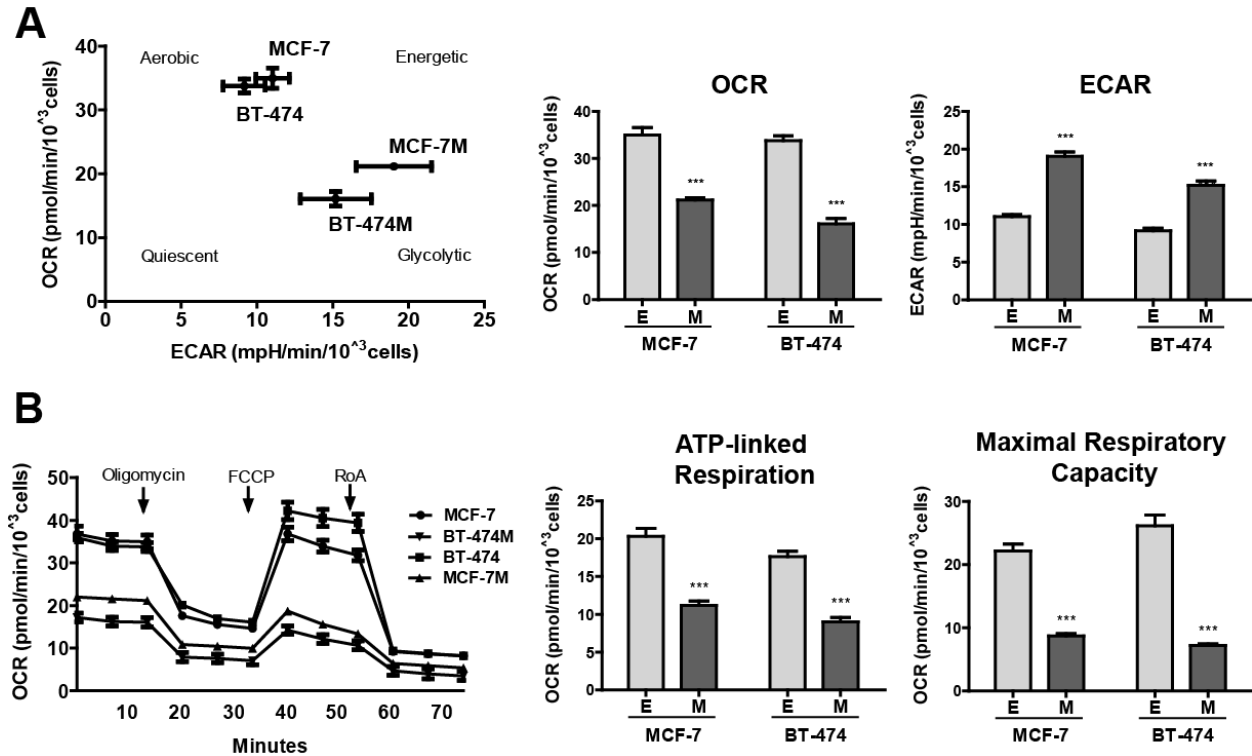 A
OCR (pmol/min/10^³cells)
40
30
20
10
0
Aerobic
MCF-7
Energetic
BT-474
MCF-7M
BT-474M
Quiescent
Glycolytic
0 5 10 15 20 25
ECAR (mpH/min/10^³cells)
OCR
OCR (pmol/min/10^³cells)
40
30
20
10
0
***
***
E M E M
MCF-7 BT-474
ECAR
ECAR (mpH/min/10^³cells)
25
20
15
10
5
0
***
***
E M E M
MCF-7 BT-474
B
OCR (pmol/min/10^³cells)
50
40
30
20
10
0
Oligomycin FCCP RoA
MCF-7
BT-474M
BT-474
MCF-7M
10 20 30 40 50 60 70
Minutes
ATP-linked
Respiration
OCR (pmol/min/10^³cells)
25
20
15
10
5
0
***
***
E M E M
MCF-7 BT-474
Maximal Respiratory
Capacity
OCR (pmol/min/10^³cells)
30
20
10
0
***
***
E M E M
MCF-7 BT-474